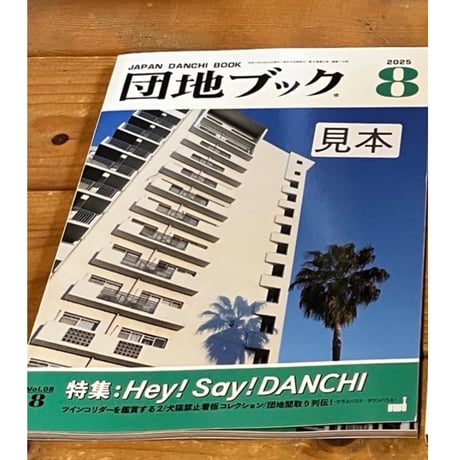 JAPAN DANCHI BOOK
団地ブック
2025
8
見本
Vol.08
8
特集:Hey! Say! DANCHI
ツインコリダーを鑑賞する2/犬猫禁止看板コレクション/団地間取り列伝!